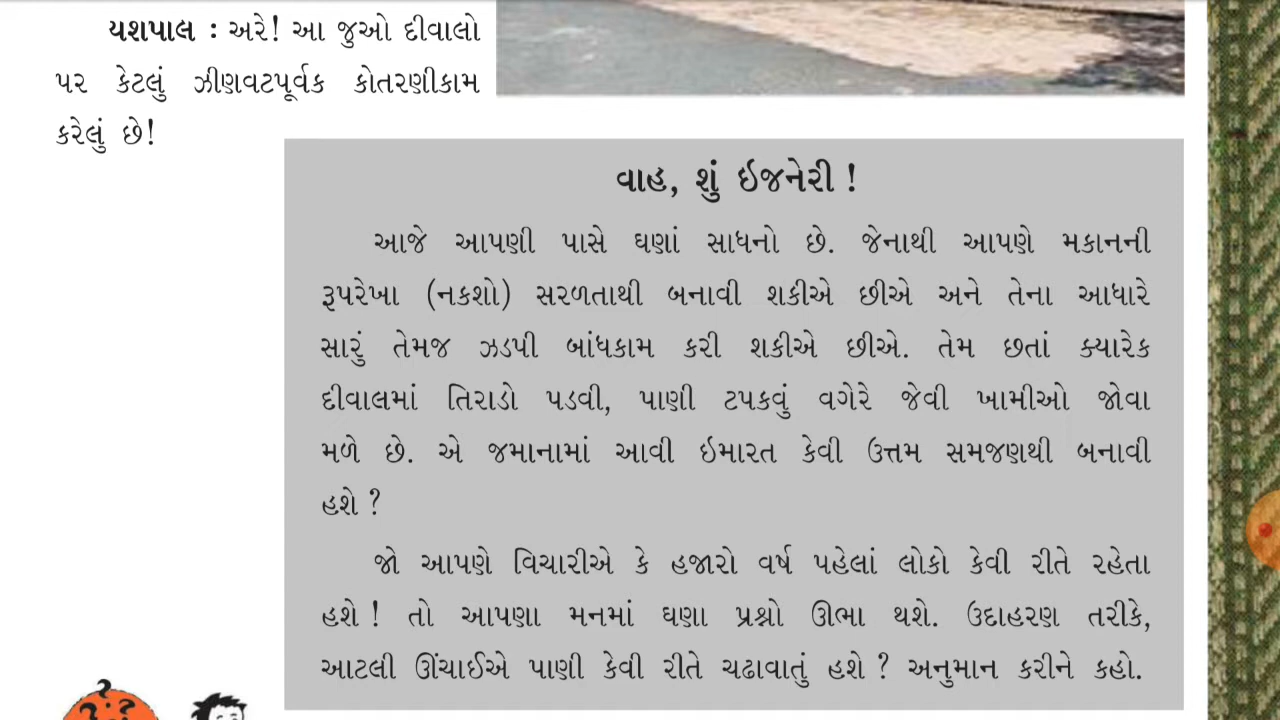 યશપાલ : અરે! આ જુઓ દીવાલો
પર કેટલું ઝીણવટપૂર્વક કોતરણીકામ
કરેલું છે!
વાહ, શું ઇજનેરી !
આજે આપણી પાસે ઘણાં સાધનો છે. જેનાથી આપણે મકાનની
રૂપરેખા (નકશો) સરળતાથી બનાવી શકીએ છીએ અને તેના આધારે
સારું તેમજ ઝડપી બાંધકામ કરી શકીએ છીએ. તેમ છતાં ક્યારેક
દીવાલમાં તિરાડો પડવી, પાણી ટપકવું વગેરે જેવી ખામીઓ જોવા
મળે છે. એ જમાનામાં આવી ઇમારત કેવી ઉત્તમ સમજણથી બનાવી
હશે ?
જો આપણે વિચારીએ કે હજારો વર્ષ પહેલાં લોકો કેવી રીતે રહેતા
હશે ! તો આપણા મનમાં ઘણા પ્રશ્નો ઊભા થશે. ઉદાહરણ તરીકે,
આટલી ઊંચાઈએ પાણી કેવી રીતે ચઢાવાતું હશે ? અનુમાન કરીને કહો.
? ? ?